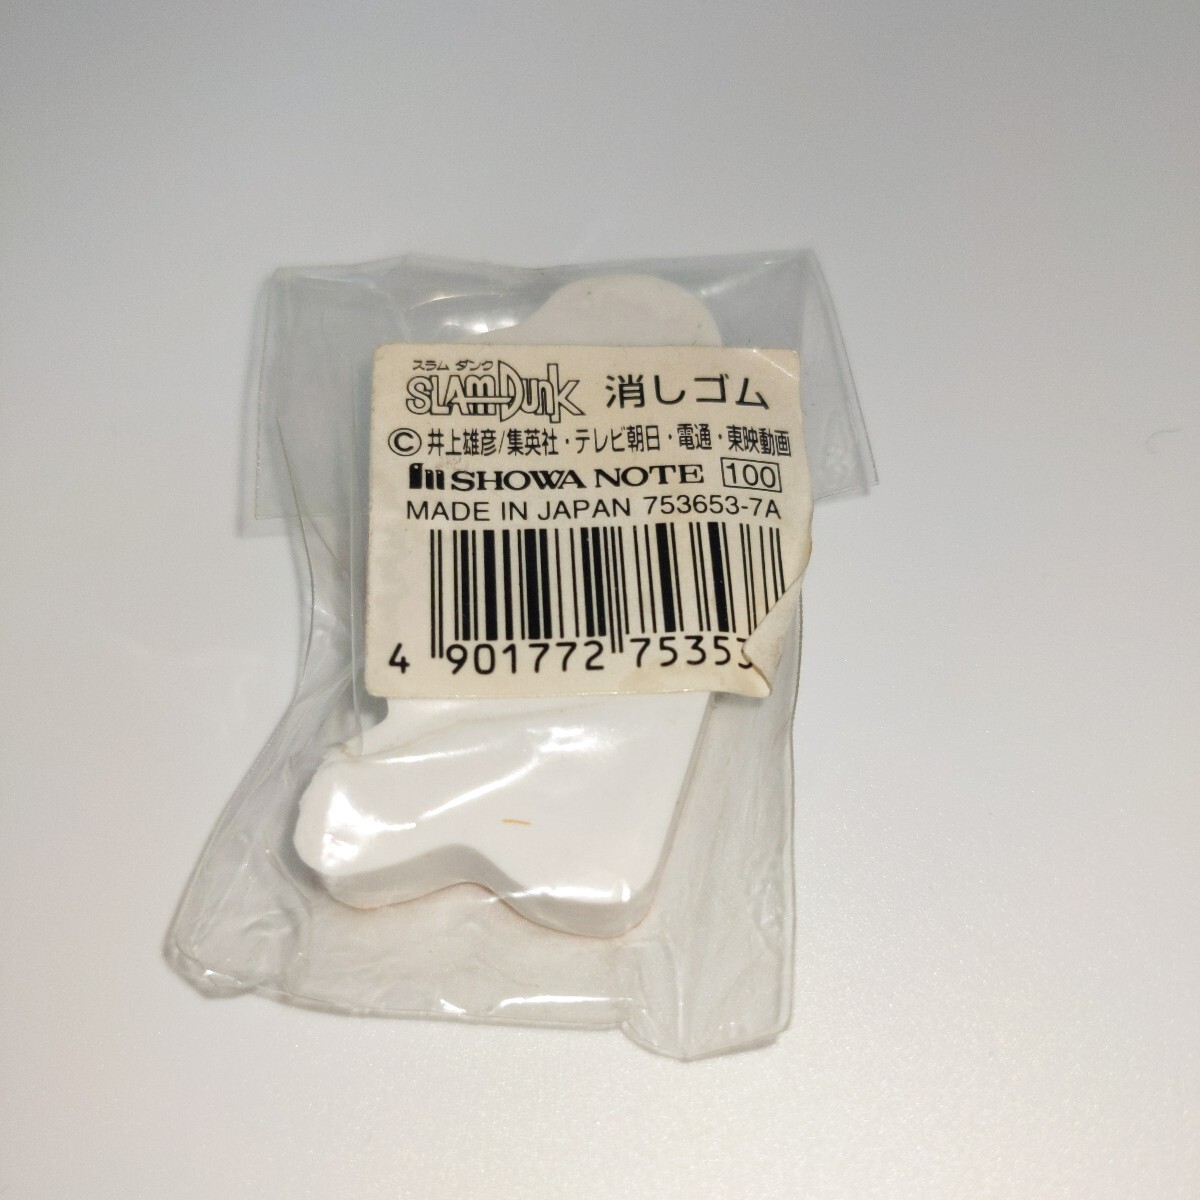 スラム ダンク
SLAM DUNK 消しゴム
©井上雄彦/集英社・テレビ朝日・電通・東映動画
SHOWA NOTE 100
MADE IN JAPAN 753653-7A
4 901772 75353